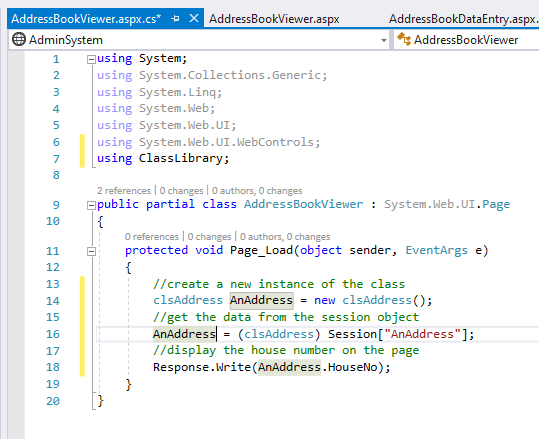 AddressBookViewer.aspx.cs* AddressBookViewer.aspx AddressBookDataEntry.aspx.
AdminSystem AddressBookViewer
1 using System;
2 using System.Collections.Generic;
3 using System.Linq;
4 using System.Web;
5 using System.Web.UI;
6 using System.Web.UI.WebControls;
7 using ClassLibrary;
8
2 references | 0 changes | 0 authors, 0 changes
9 public partial class AddressBookViewer : System.Web.UI.Page
10 {
0 references | 0 changes | 0 authors, 0 changes
11 protected void Page_Load(object sender, EventArgs e)
12 {
13 //create a new instance of the class
14 clsAddress AnAddress = new clsAddress();
15 //get the data from the session object
16 AnAddress = (clsAddress) Session["AnAddress"];
17 //display the house number on the page
18 Response.Write(AnAddress.HouseNo);
19 }
20 }